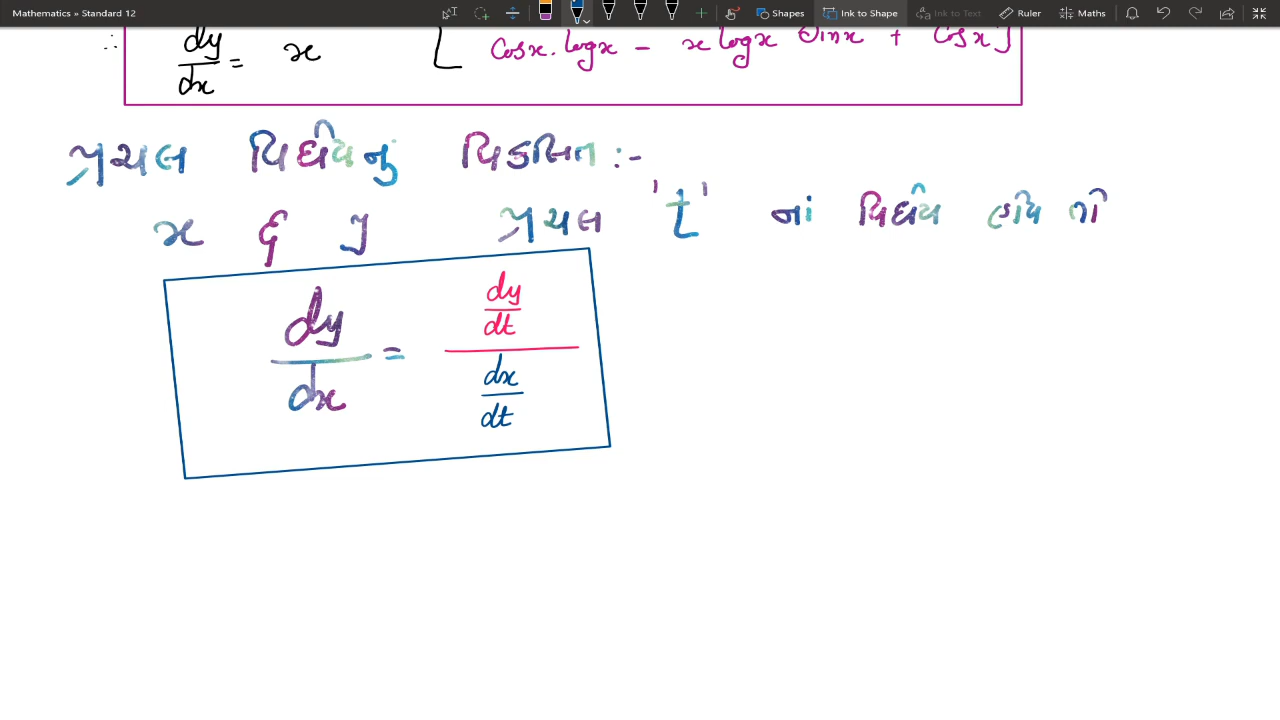 Mathematics » Standard 12
Shapes Ink to Shape Ink to Text Ruler Maths
∴ dy/dx = x [ cosx.logx - x logx sinx + cosx ]
પ્રચલ વિધેયનું વિકલિત :-
x ને y પ્રચલ 't' નાં વિધેય હોય તો
dy/dx = (dy/dt)/(dx/dt)